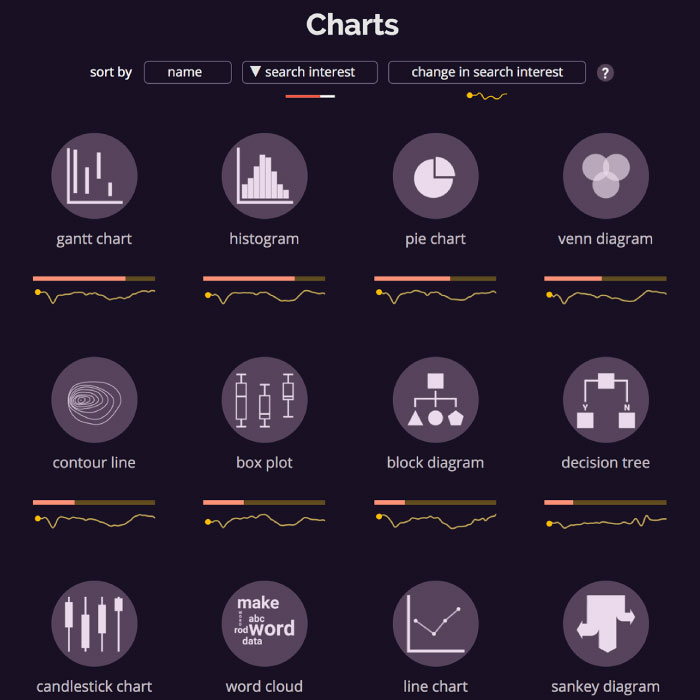 Charts
sort by name ▼ search interest change in search interest ?
gantt chart histogram pie chart venn diagram
Y N
contour line box plot block diagram decision tree
make
words
abc
rod word
data
candlestick chart word cloud line chart sankey diagram